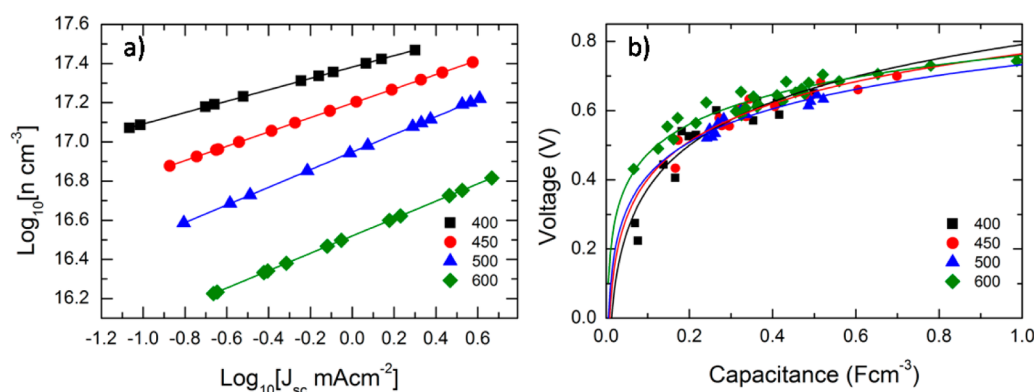 a)
Log10[n cm-3]
17.6
17.4
17.2
17.0
16.8
16.6
16.4
16.2
400
450
500
600
-1.2 -1.0 -0.8 -0.6 -0.4 -0.2 0.0 0.2 0.4 0.6
Log10[Jsc mAcm-2]
b)
Voltage (V)
0.8
0.6
0.4
0.2
0.0
400
450
500
600
0.0 0.2 0.4 0.6 0.8 1.0
Capacitance (Fcm-3)